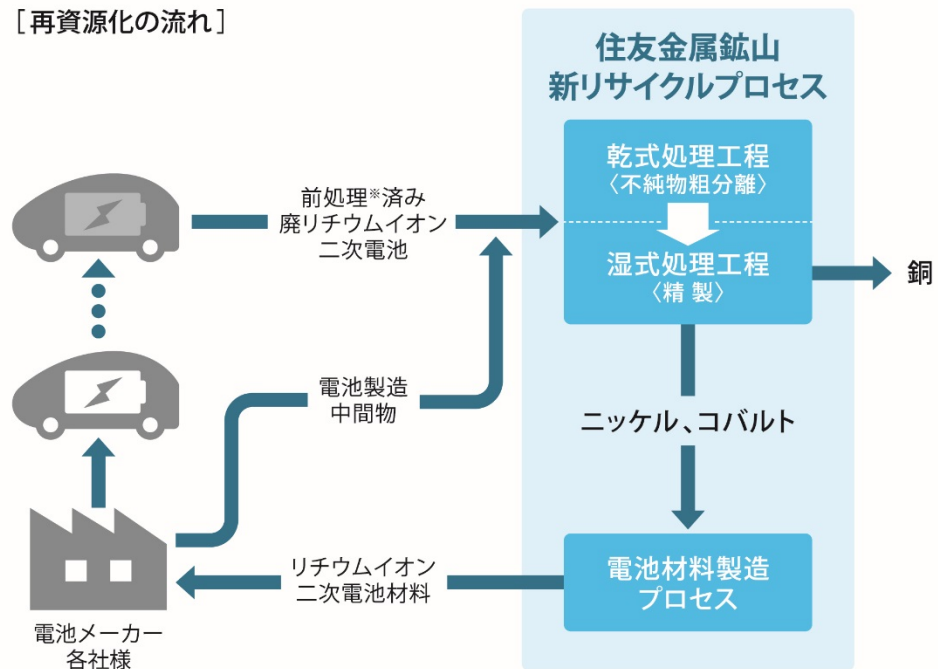 [再資源化の流れ]
住友金属鉱山
新リサイクルプロセス
乾式処理工程
〈不純物粗分離〉
前処理※済み
廃リチウムイオン
二次電池
湿式処理工程
〈精 製〉
銅
電池製造
中間物
ニッケル、コバルト
リチウムイオン
二次電池材料
電池材料製造
プロセス
電池メーカー
各社様